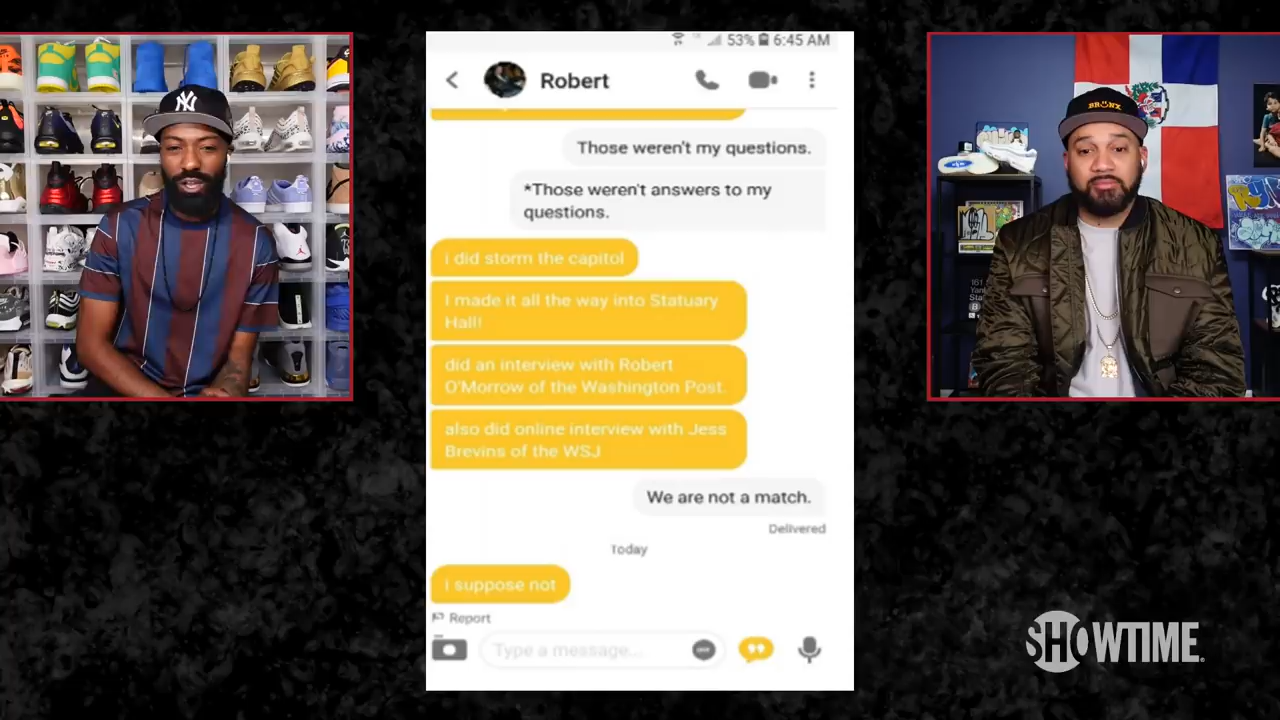 53% 6:45 AM
Robert
Those weren't my questions.
*Those weren't answers to my
questions.
i did storm the capitol
I made it all the way into Statuary
Hall!
did an interview with Robert
O'Morrow of the Washington Post.
also did online interview with Jess
Brevins of the WSJ
We are not a match.
Delivered
Today
I suppose not
Report
Type a message...
NY
BRONX
SHOWTIME